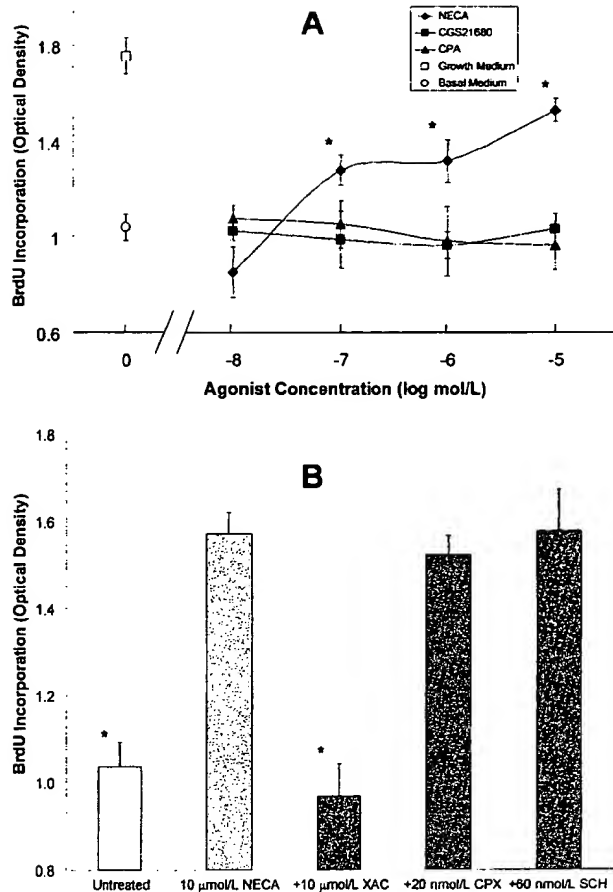 A
NECA
CGS21680
CPA
Growth Medium
Basal Medium
BrdU Incorporation (Optical Density)
1.8
1.4
1
0.6
0
-8
-7
-6
-5
* * *
Agonist Concentration (log mol/L)
B
BrdU Incorporation (Optical Density)
1.8
1.6
1.4
1.2
1.0
0.8
* *
Untreated
10 µmol/L NECA
+10 µmol/L XAC
+20 nmol/L CPX
+60 nmol/L SCH